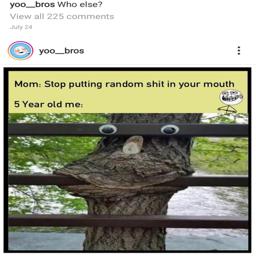 yoo__bros Who else?
View all 225 comments
July 24
yoo__bros
Mom: Stop putting random shit in your mouth
5 Year old me: